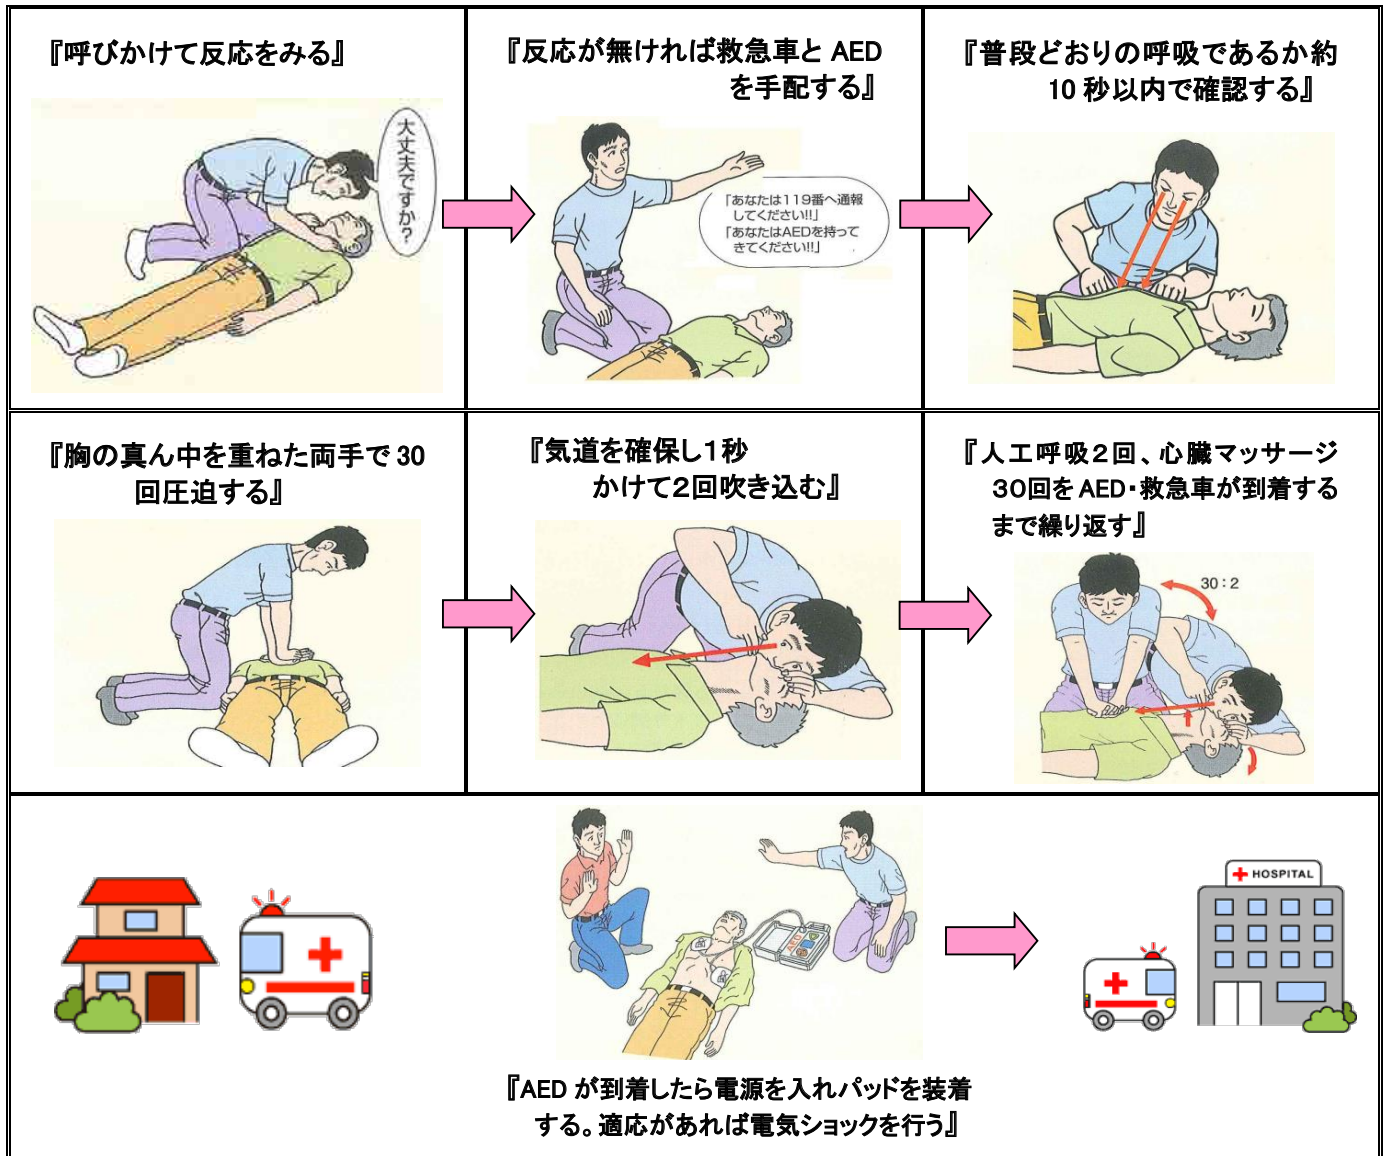 『呼びかけて反応をみる』
大丈夫ですか?
『反応が無ければ救急車と AED
を手配する』
「あなたは119番へ通報
してください!!」
「あなたはAEDを持って
きてください!!」
『普段どおりの呼吸であるか約
10 秒以内で確認する』
『胸の真ん中を重ねた両手で 30
回圧迫する』
『気道を確保し1秒
かけて2回吹き込む』
『人工呼吸2回、心臓マッサージ
30回を AED・救急車が到着する
まで繰り返す』
30:2
HOSPITAL
『AED が到着したら電源を入れパッドを装着
する。適応があれば電気ショックを行う』